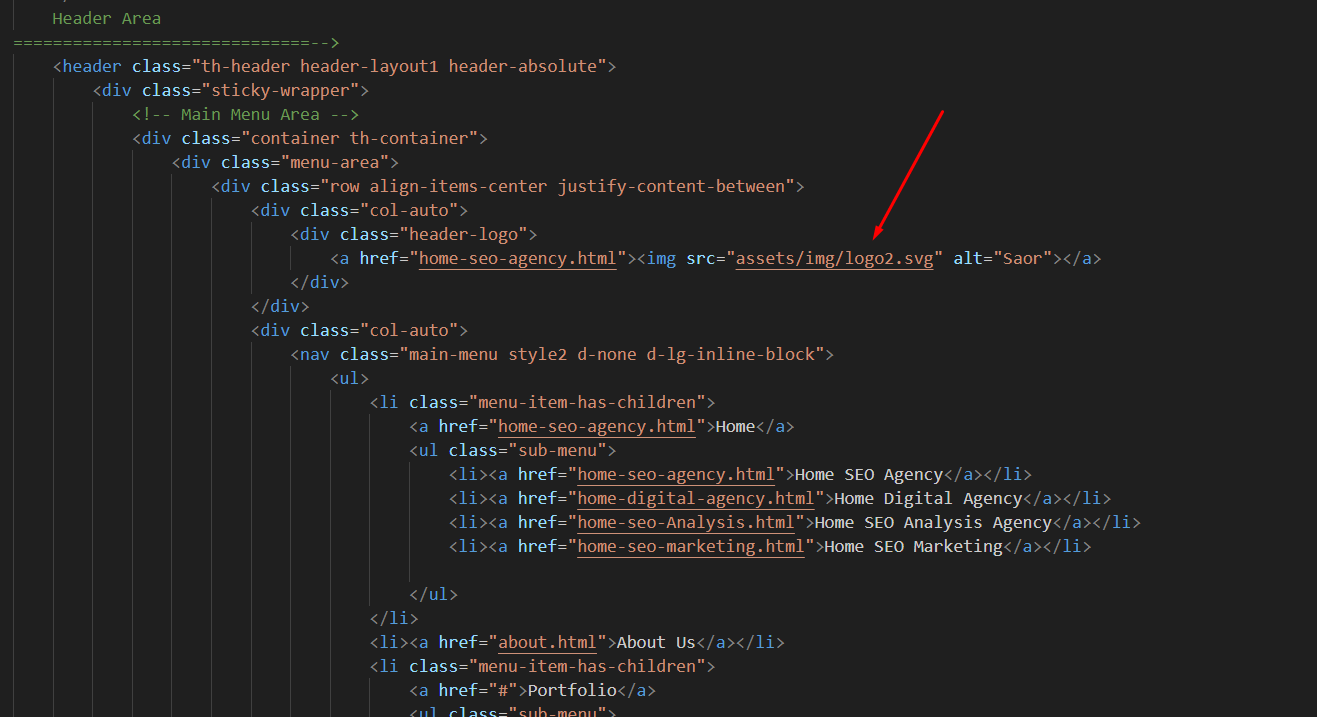 Header Area
==============================-->
<header class="th-header header-layout1 header-absolute">
<div class="sticky-wrapper">
<!-- Main Menu Area -->
<div class="container th-container">
<div class="menu-area">
<div class="row align-items-center justify-content-between">
<div class="col-auto">
<div class="header-logo">
<a href="home-seo-agency.html"><img src="assets/img/logo2.svg" alt="Saor"></a>
</div>
</div>
<div class="col-auto">
<nav class="main-menu style2 d-none d-lg-inline-block">
<ul>
<li class="menu-item-has-children">
<a href="home-seo-agency.html">Home</a>
<ul class="sub-menu">
<li><a href="home-seo-agency.html">Home SEO Agency</a></li>
<li><a href="home-digital-agency.html">Home Digital Agency</a></li>
<li><a href="home-seo-Analysis.html">Home SEO Analysis Agency</a></li>
<li><a href="home-seo-marketing.html">Home SEO Marketing</a></li>
</ul>
</li>
<li><a href="about.html">About Us</a></li>
<li class="menu-item-has-children">
<a href="#">Portfolio</a>
<ul class="sub-menu">